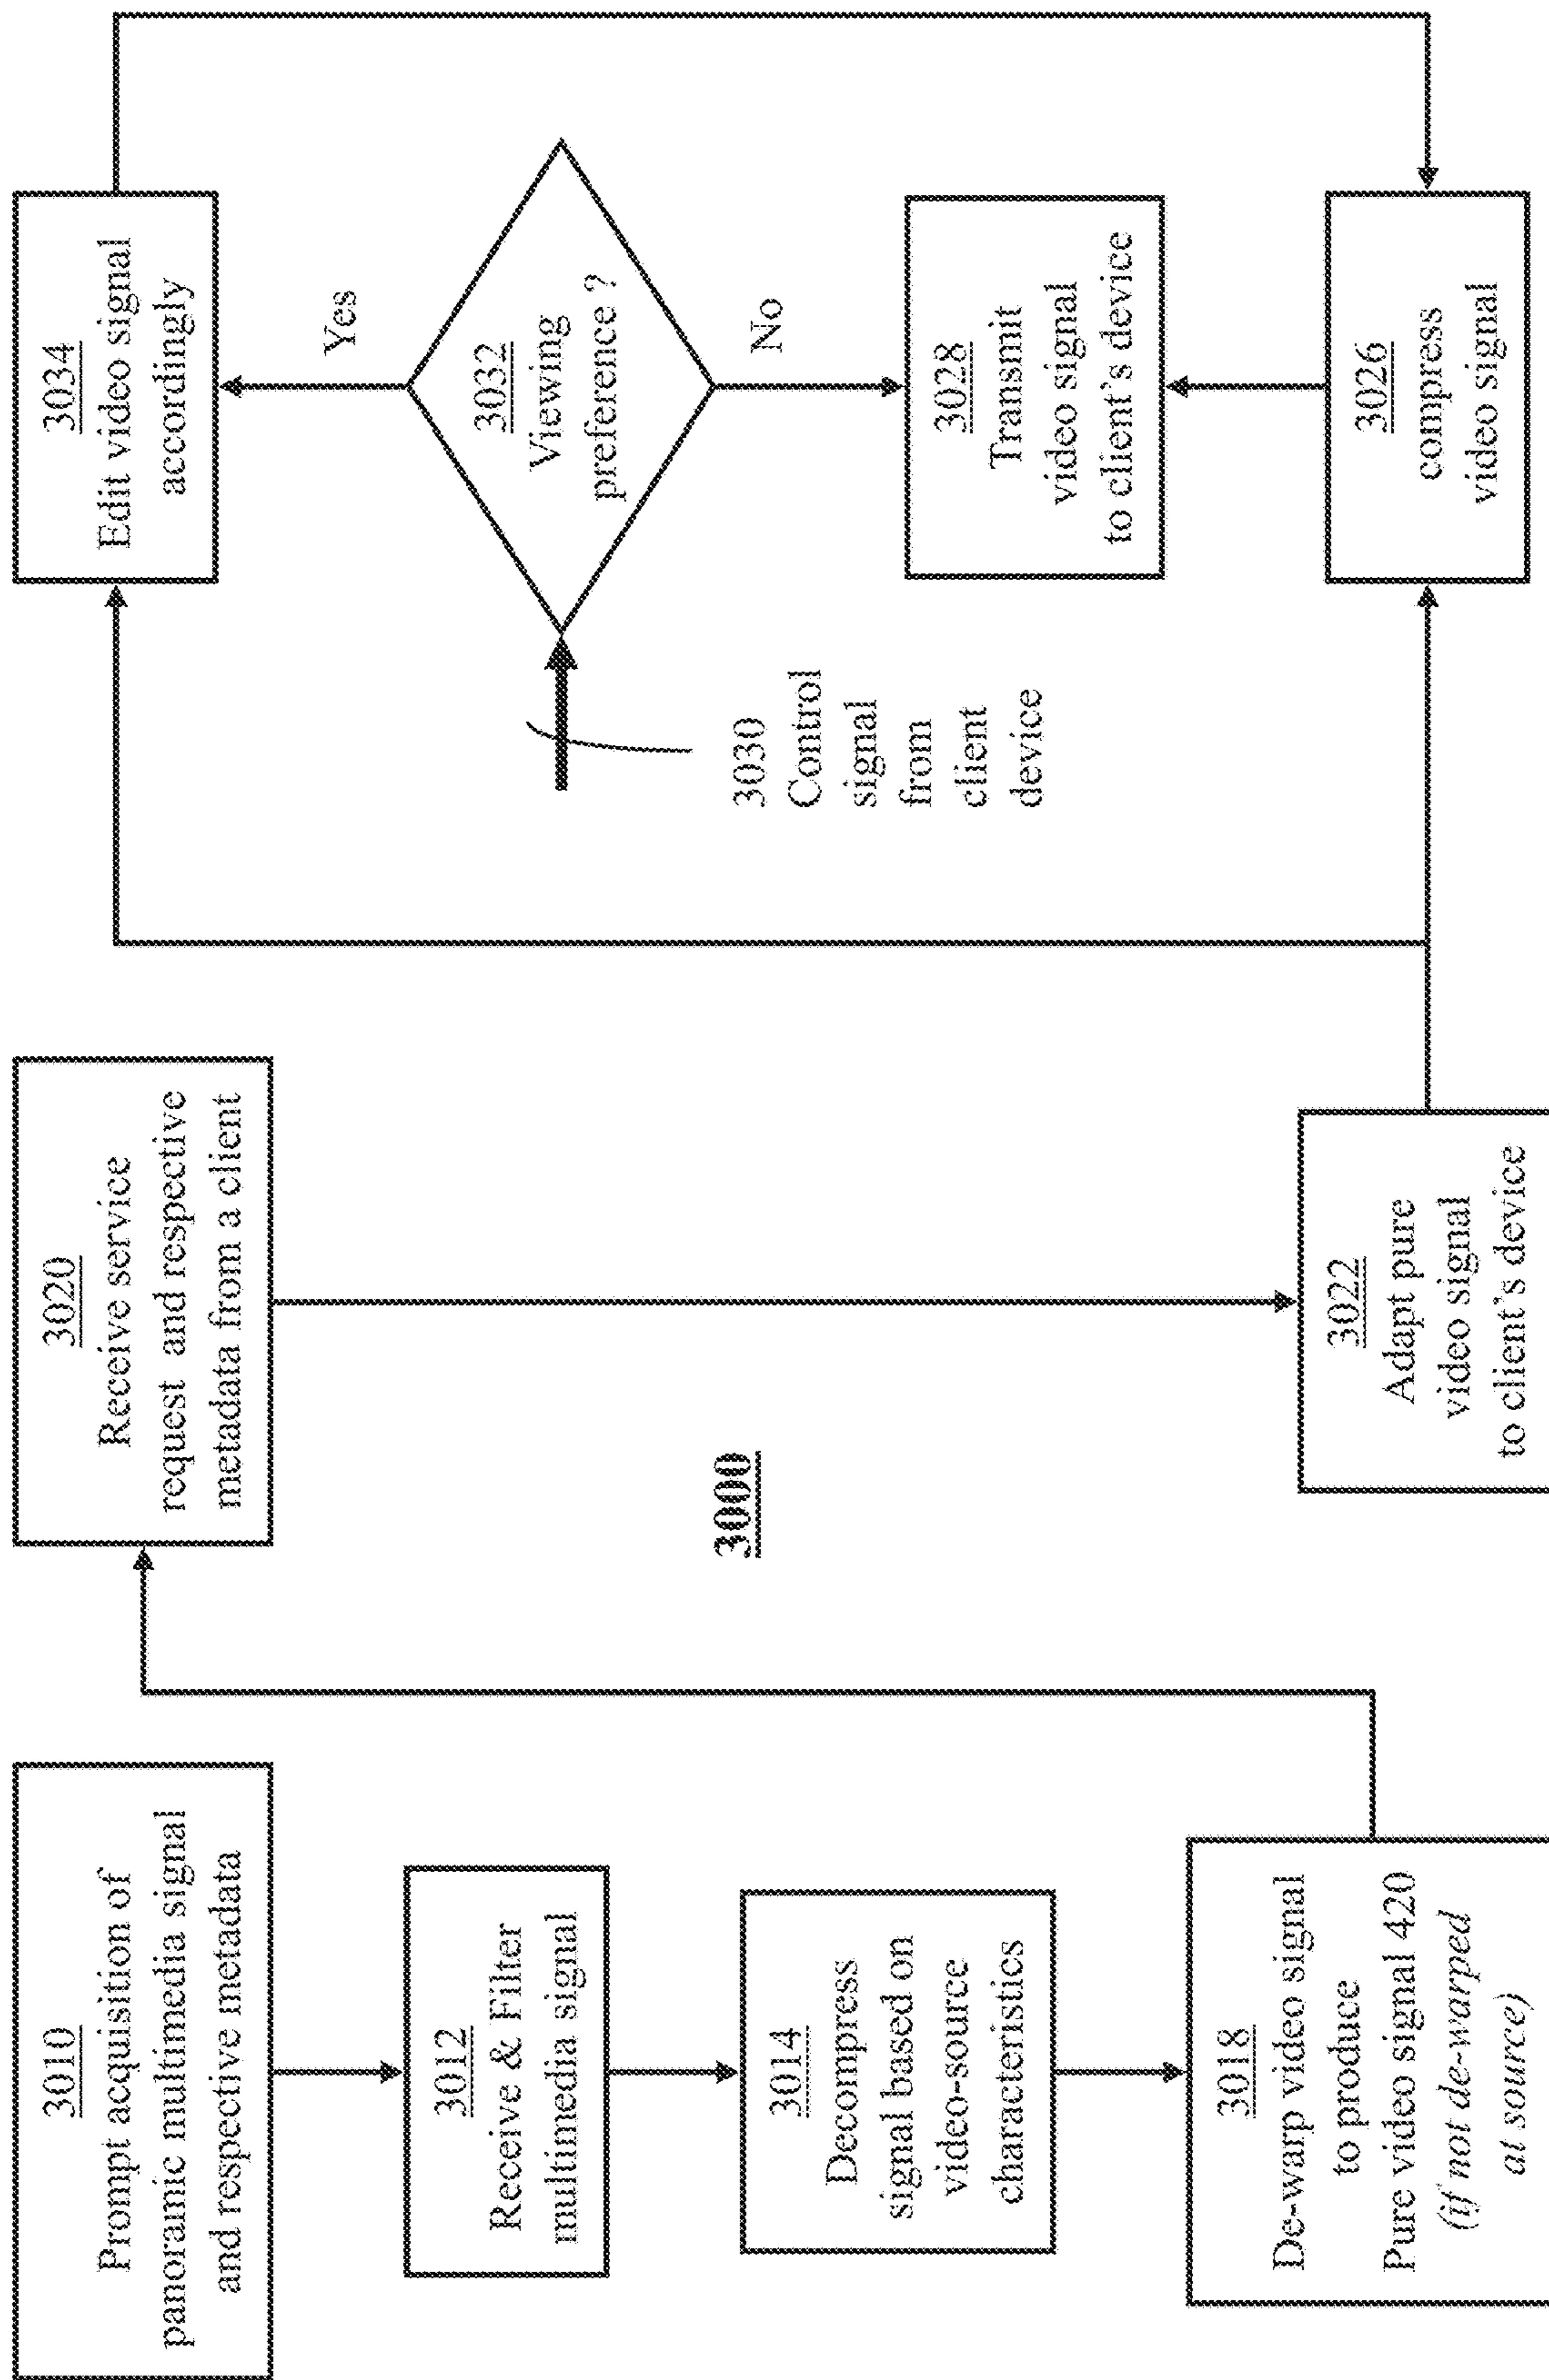 3010
Prompt acquisition of
panoramic multimedia signal
and respective metadata
3012
Receive & Filter
multimedia signal
3014
Decompress
signal based on
video-source
characteristics
3018
De-warp video signal
to produce
Pure video signal 420
(if not de-warped
at source)
3020
Receive service
request and respective
metadata from a client
3000
3022
Adapt pure
video signal
to client's device
3034
Edit video signal
accordingly
Yes
3032
Viewing
preference ?
No
3030
Control
signal
from
client
device
3028
Transmit
video signal
to client's device
3026
compress
video signal